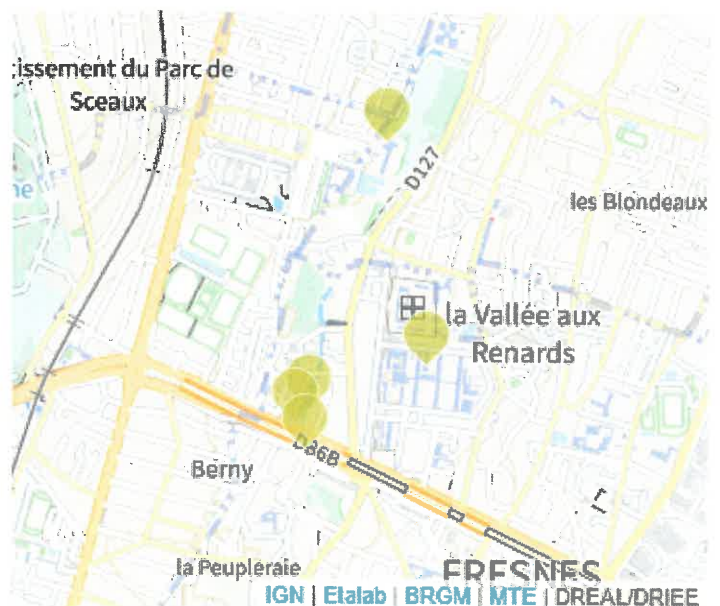 issement du Parc de
Sceaux
D127
les Blondeaux
la Vallée aux
Renards
D86B
Berny
la Peupleraie
FRESNES
IGN | Etalab | BRGM | MTE | DREAL/DRIEE